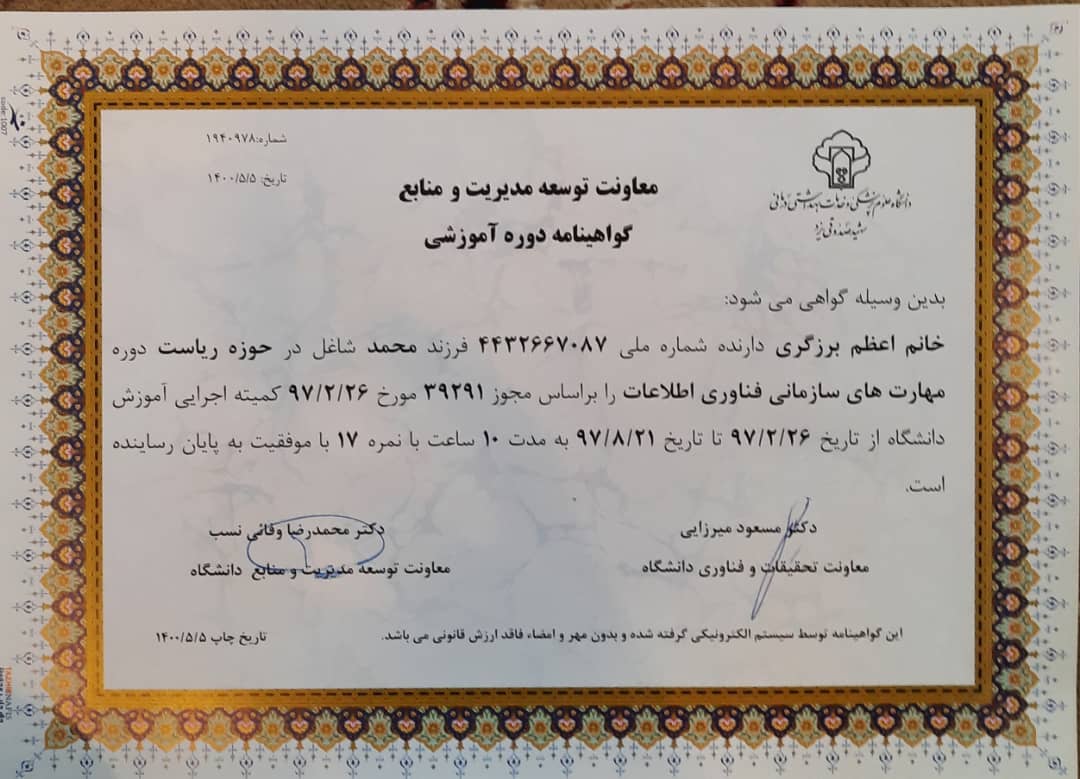 شماره:۱۹۴۰۹۷۸
تاریخ: ۱۴۰۰/۵/۵
دانشگاه علوم پزشکی و خدمات بهداشتی درمانی
شهید صدوقی یزد
معاونت توسعه مدیریت و منابع
گواهینامه دوره آموزشی
بدین وسیله گواهی می شود:
خانم اعظم برزگری دارنده شماره ملی ۴۴۳۲۶۶۷۰۸۷ فرزند محمد شاغل در حوزه ریاست دوره
مهارت های سازمانی فناوری اطلاعات را براساس مجوز ۳۹۲۹۱ مورخ ۹۷/۲/۲۶ کمیته اجرایی آموزش
دانشگاه از تاریخ ۹۷/۲/۲۶ تا تاریخ ۹۷/۸/۲۱ به مدت ۱۰ ساعت با نمره ۱۷ با موفقیت به پایان رسانده
است.
دکتر مسعود میرزایی
معاونت تحقیقات و فناوری دانشگاه
دکتر محمدرضا وفائی نسب
معاونت توسعه مدیریت و منابع دانشگاه
این گواهینامه توسط سیستم الکترونیکی گرفته شده و بدون مهر و امضاء فاقد ارزش قانونی می باشد.
تاریخ چاپ ۱۴۰۰/۵/۵
code: 1007